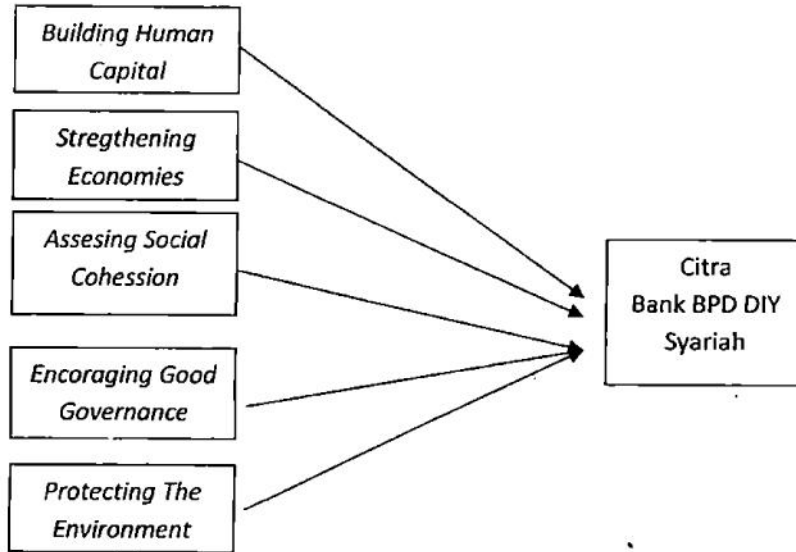 Building Human
Capital
Stregthening
Economies
Assesing Social
Cohession
Encoraging Good
Governance
Protecting The
Environment
Citra
Bank BPD DIY
Syariah